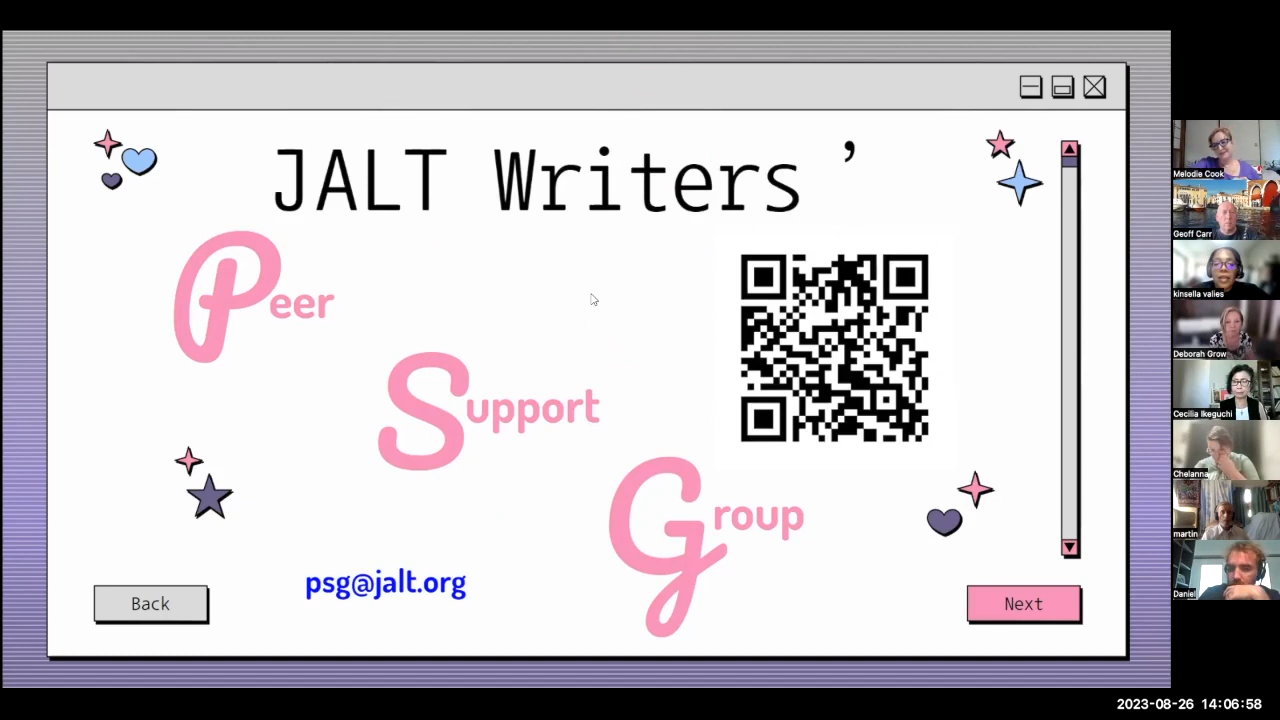 JALT Writers ’
Peer
Support
Group
psg@jalt.org
Back
Next
Melodie Cook
Geoff Carr
kinsella valies
Deborah Grow
Cecilia Ikeguchi
Chelanna
martin
Daniel
2023-08-26 14:06:58